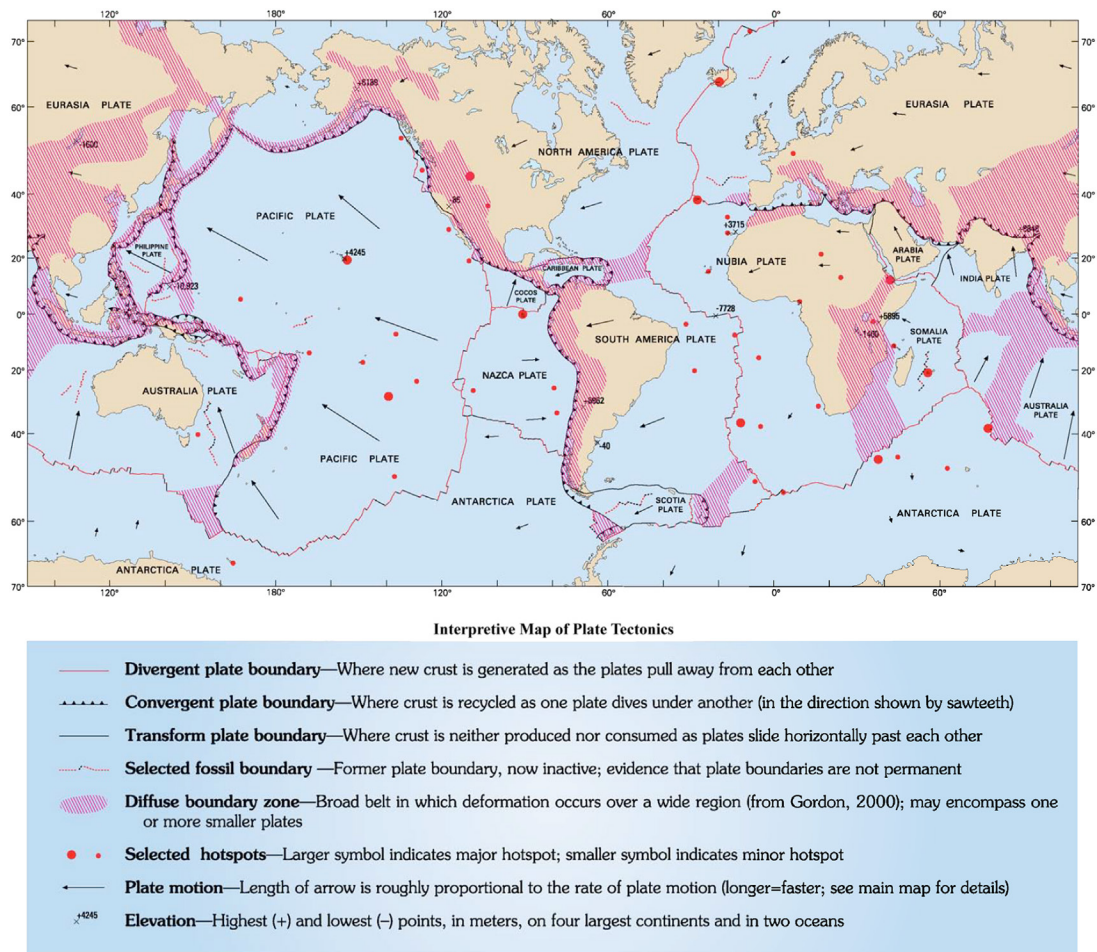 120° 180° 120° 60° 0° 60°
70° 70°
EURASIA PLATE
+6198
60° 60°
EURASIA PLATE
-1600
NORTH AMERICA PLATE
40° 40°
-86
PACIFIC PLATE
+3715
+8848
PHILIPPINE
PLATE
+4245
CARIBBEAN PLATE
NUBIA PLATE
ARABIA
PLATE
20° 20°
INDIA PLATE
-10,923
COCOS
PLATE
0° 0°
-7728
+5895
SOUTH AMERICA PLATE
-1400
SOMALIA
PLATE
NAZCA PLATE
20° 20°
AUSTRALIA PLATE
AUSTRALIA
PLATE
40° 40°
-40
PACIFIC PLATE
ANTARCTICA PLATE
SCOTIA
PLATE
ANTARCTICA PLATE
60° 60°
ANTARCTICA PLATE
70° 70°
120° 180° 120° 60° 0° 60°
Interpretive Map of Plate Tectonics
Divergent plate boundary—Where new crust is generated as the plates pull away from each other
Convergent plate boundary—Where crust is recycled as one plate dives under another (in the direction shown by sawteeth)
Transform plate boundary—Where crust is neither produced nor consumed as plates slide horizontally past each other
Selected fossil boundary—Former plate boundary, now inactive; evidence that plate boundaries are not permanent
Diffuse boundary zone—Broad belt in which deformation occurs over a wide region (from Gordon, 2000); may encompass one
or more smaller plates
Selected hotspots—Larger symbol indicates major hotspot; smaller symbol indicates minor hotspot
Plate motion—Length of arrow is roughly proportional to the rate of plate motion (longer=faster; see main map for details)
+4245
Elevation—Highest (+) and lowest (–) points, in meters, on four largest continents and in two oceans